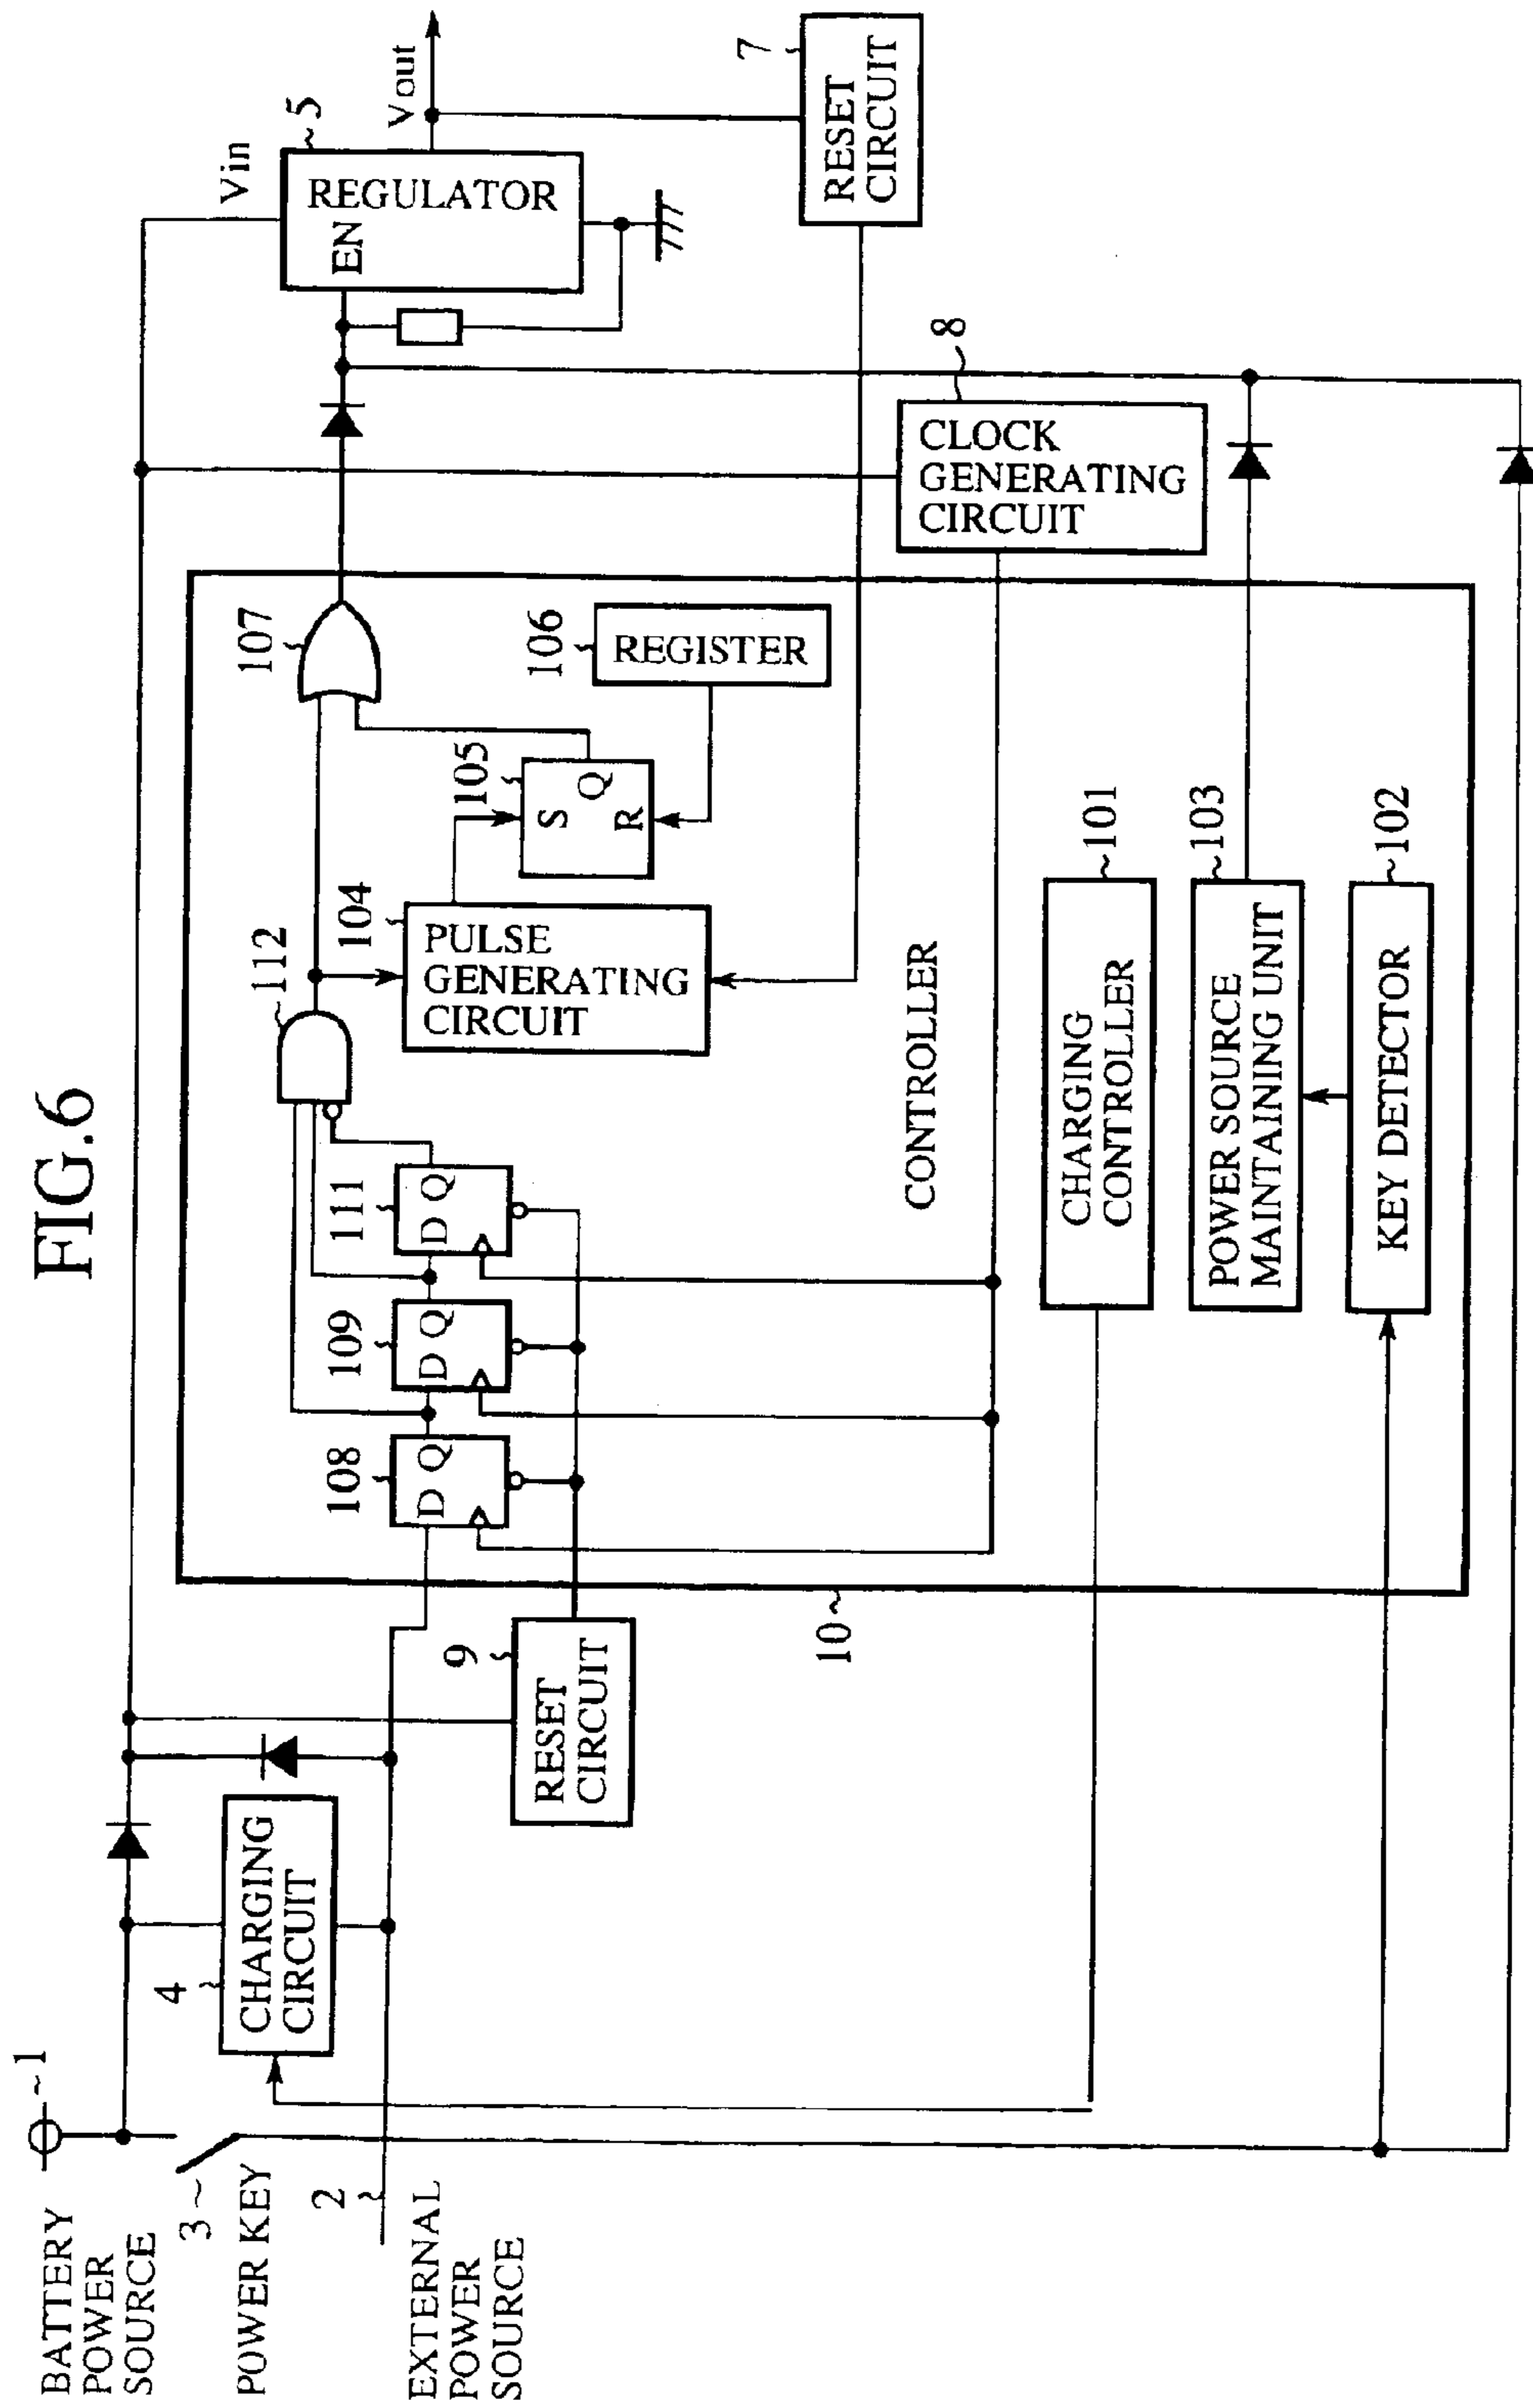 FIG.6
BATTERY
POWER
SOURCE
1
3
POWER KEY
2
EXTERNAL
POWER
SOURCE
4
CHARGING
CIRCUIT
9
RESET
CIRCUIT
10
108
D Q
109
D Q
111
D Q
112
104
PULSE
GENERATING
CIRCUIT
105
S
Q
R
106
REGISTER
107
CONTROLLER
CHARGING
CONTROLLER
101
POWER SOURCE
MAINTAINING UNIT
103
KEY DETECTOR
102
8
CLOCK
GENERATING
CIRCUIT
Vin
5
REGULATOR
EN
Vout
7
RESET
CIRCUIT